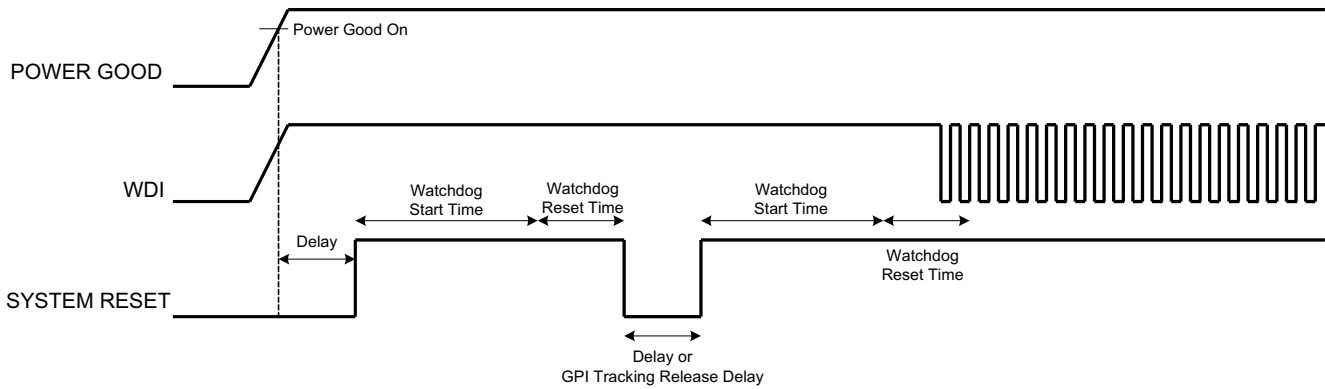 Power Good On
POWER GOOD
WDI
Watchdog
Start Time
Watchdog
Reset Time
Watchdog
Start Time
Delay
Watchdog
Reset Time
SYSTEM RESET
Delay or
GPI Tracking Release Delay